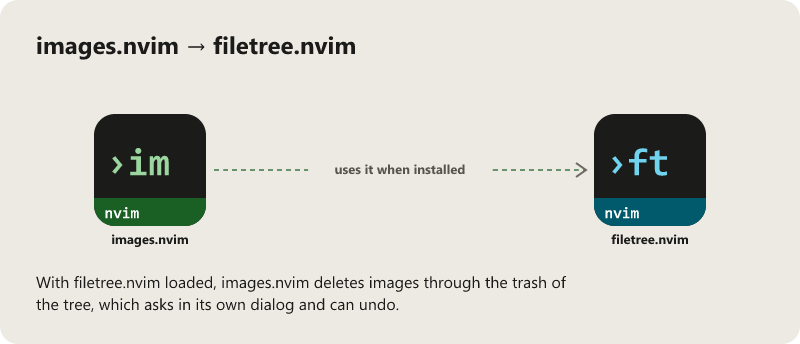 images.nvim → filetree.nvim
›im
nvim
images.nvim
uses it when installed
›ft
nvim
filetree.nvim
With filetree.nvim loaded, images.nvim deletes images through the trash of
the tree, which asks in its own dialog and can undo.